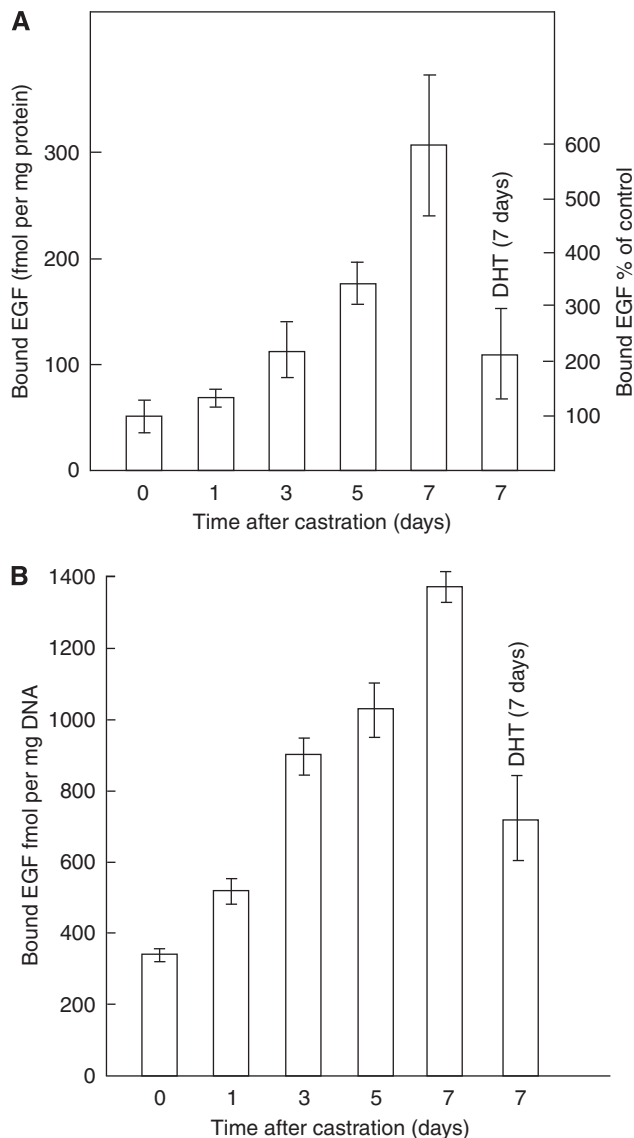 A
Bound EGF (fmol per mg protein)
300
200
100
0
600
500
400
300
200
100
Bound EGF % of control
DHT (7 days)
0 1 3 5 7 7
Time after castration (days)
B
Bound EGF fmol per mg DNA
1400
1200
1000
800
600
400
200
0
DHT (7 days)
0 1 3 5 7 7
Time after castration (days)